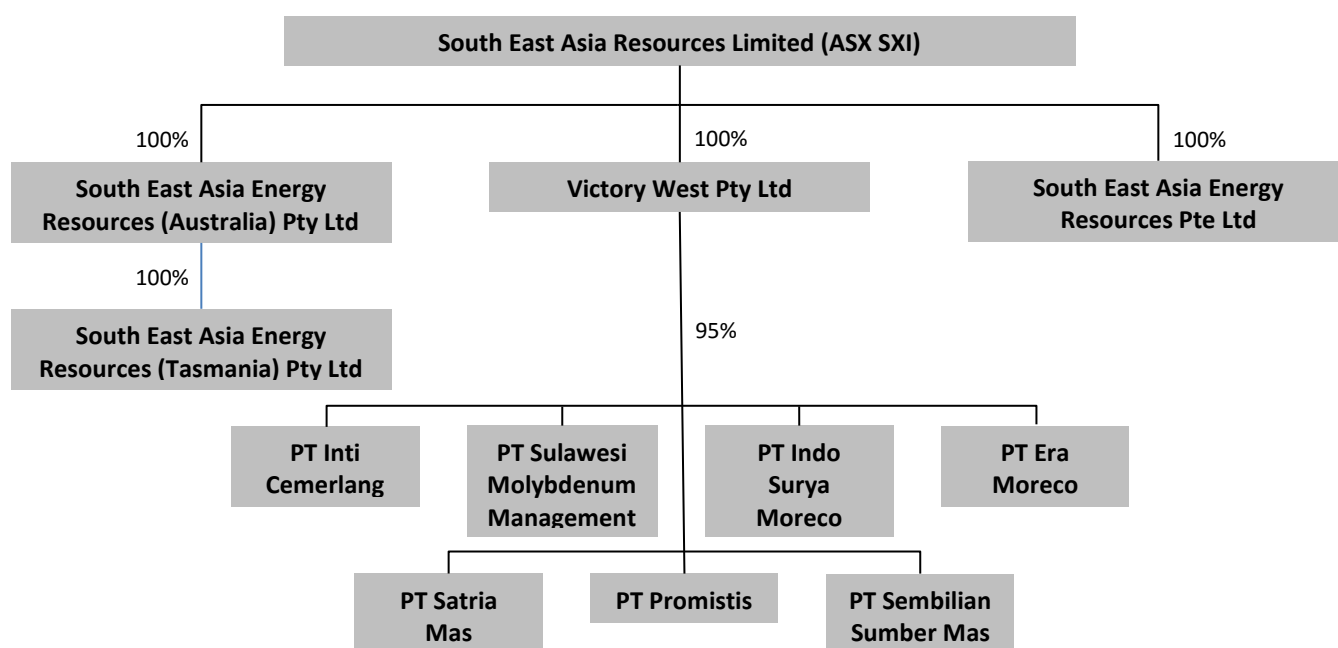 South East Asia Resources Limited (ASX SXI)
100%
100%
100%
South East Asia Energy
Resources (Australia) Pty Ltd
Victory West Pty Ltd
South East Asia Energy
Resources Pte Ltd
100%
South East Asia Energy
Resources (Tasmania) Pty Ltd
95%
PT Inti
Cemerlang
PT Sulawesi
Molybdenum
Management
PT Indo
Surya
Moreco
PT Era
Moreco
PT Satria
Mas
PT Promistis
PT Sembilian
Sumber Mas